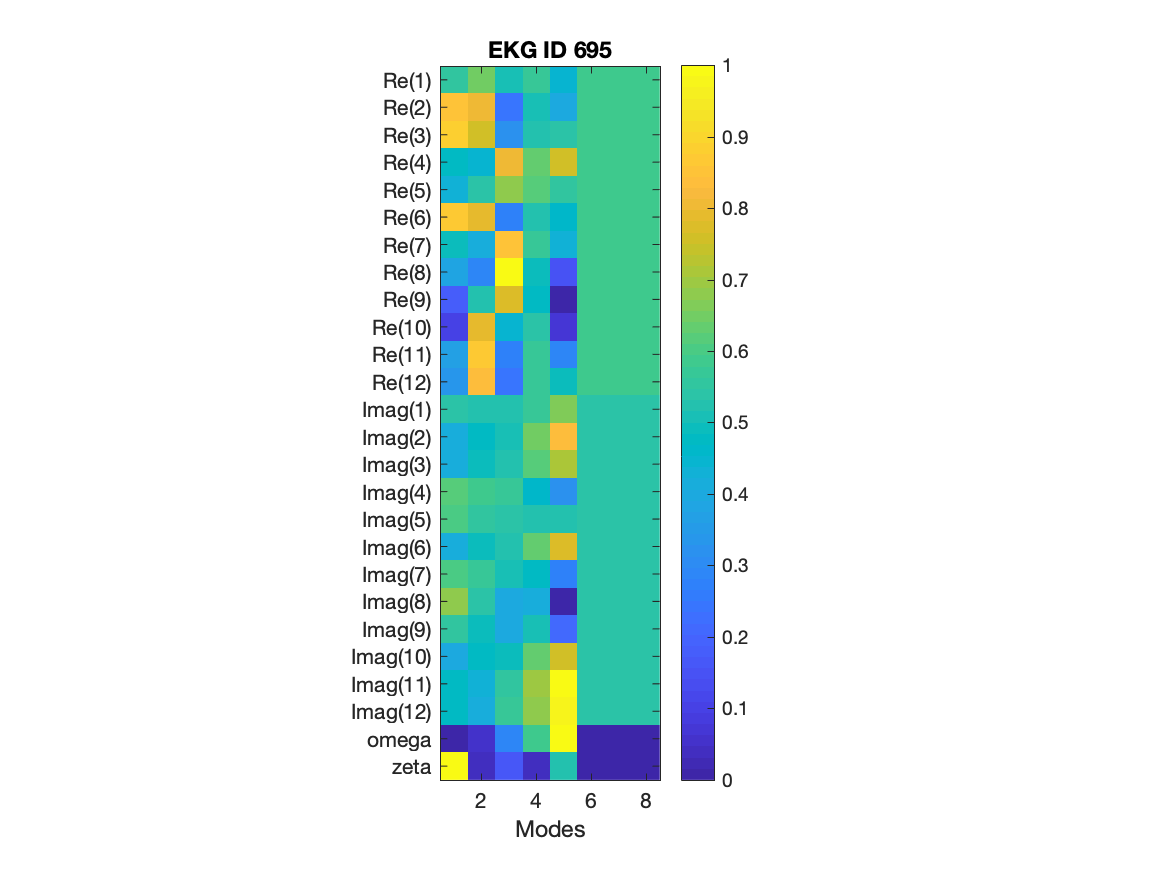 EKG ID 695
Re(1)
Re(2)
Re(3)
Re(4)
Re(5)
Re(6)
Re(7)
Re(8)
Re(9)
Re(10)
Re(11)
Re(12)
Imag(1)
Imag(2)
Imag(3)
Imag(4)
Imag(5)
Imag(6)
Imag(7)
Imag(8)
Imag(9)
Imag(10)
Imag(11)
Imag(12)
omega
zeta
2 4 6 8
Modes
1
0.9
0.8
0.7
0.6
0.5
0.4
0.3
0.2
0.1
0